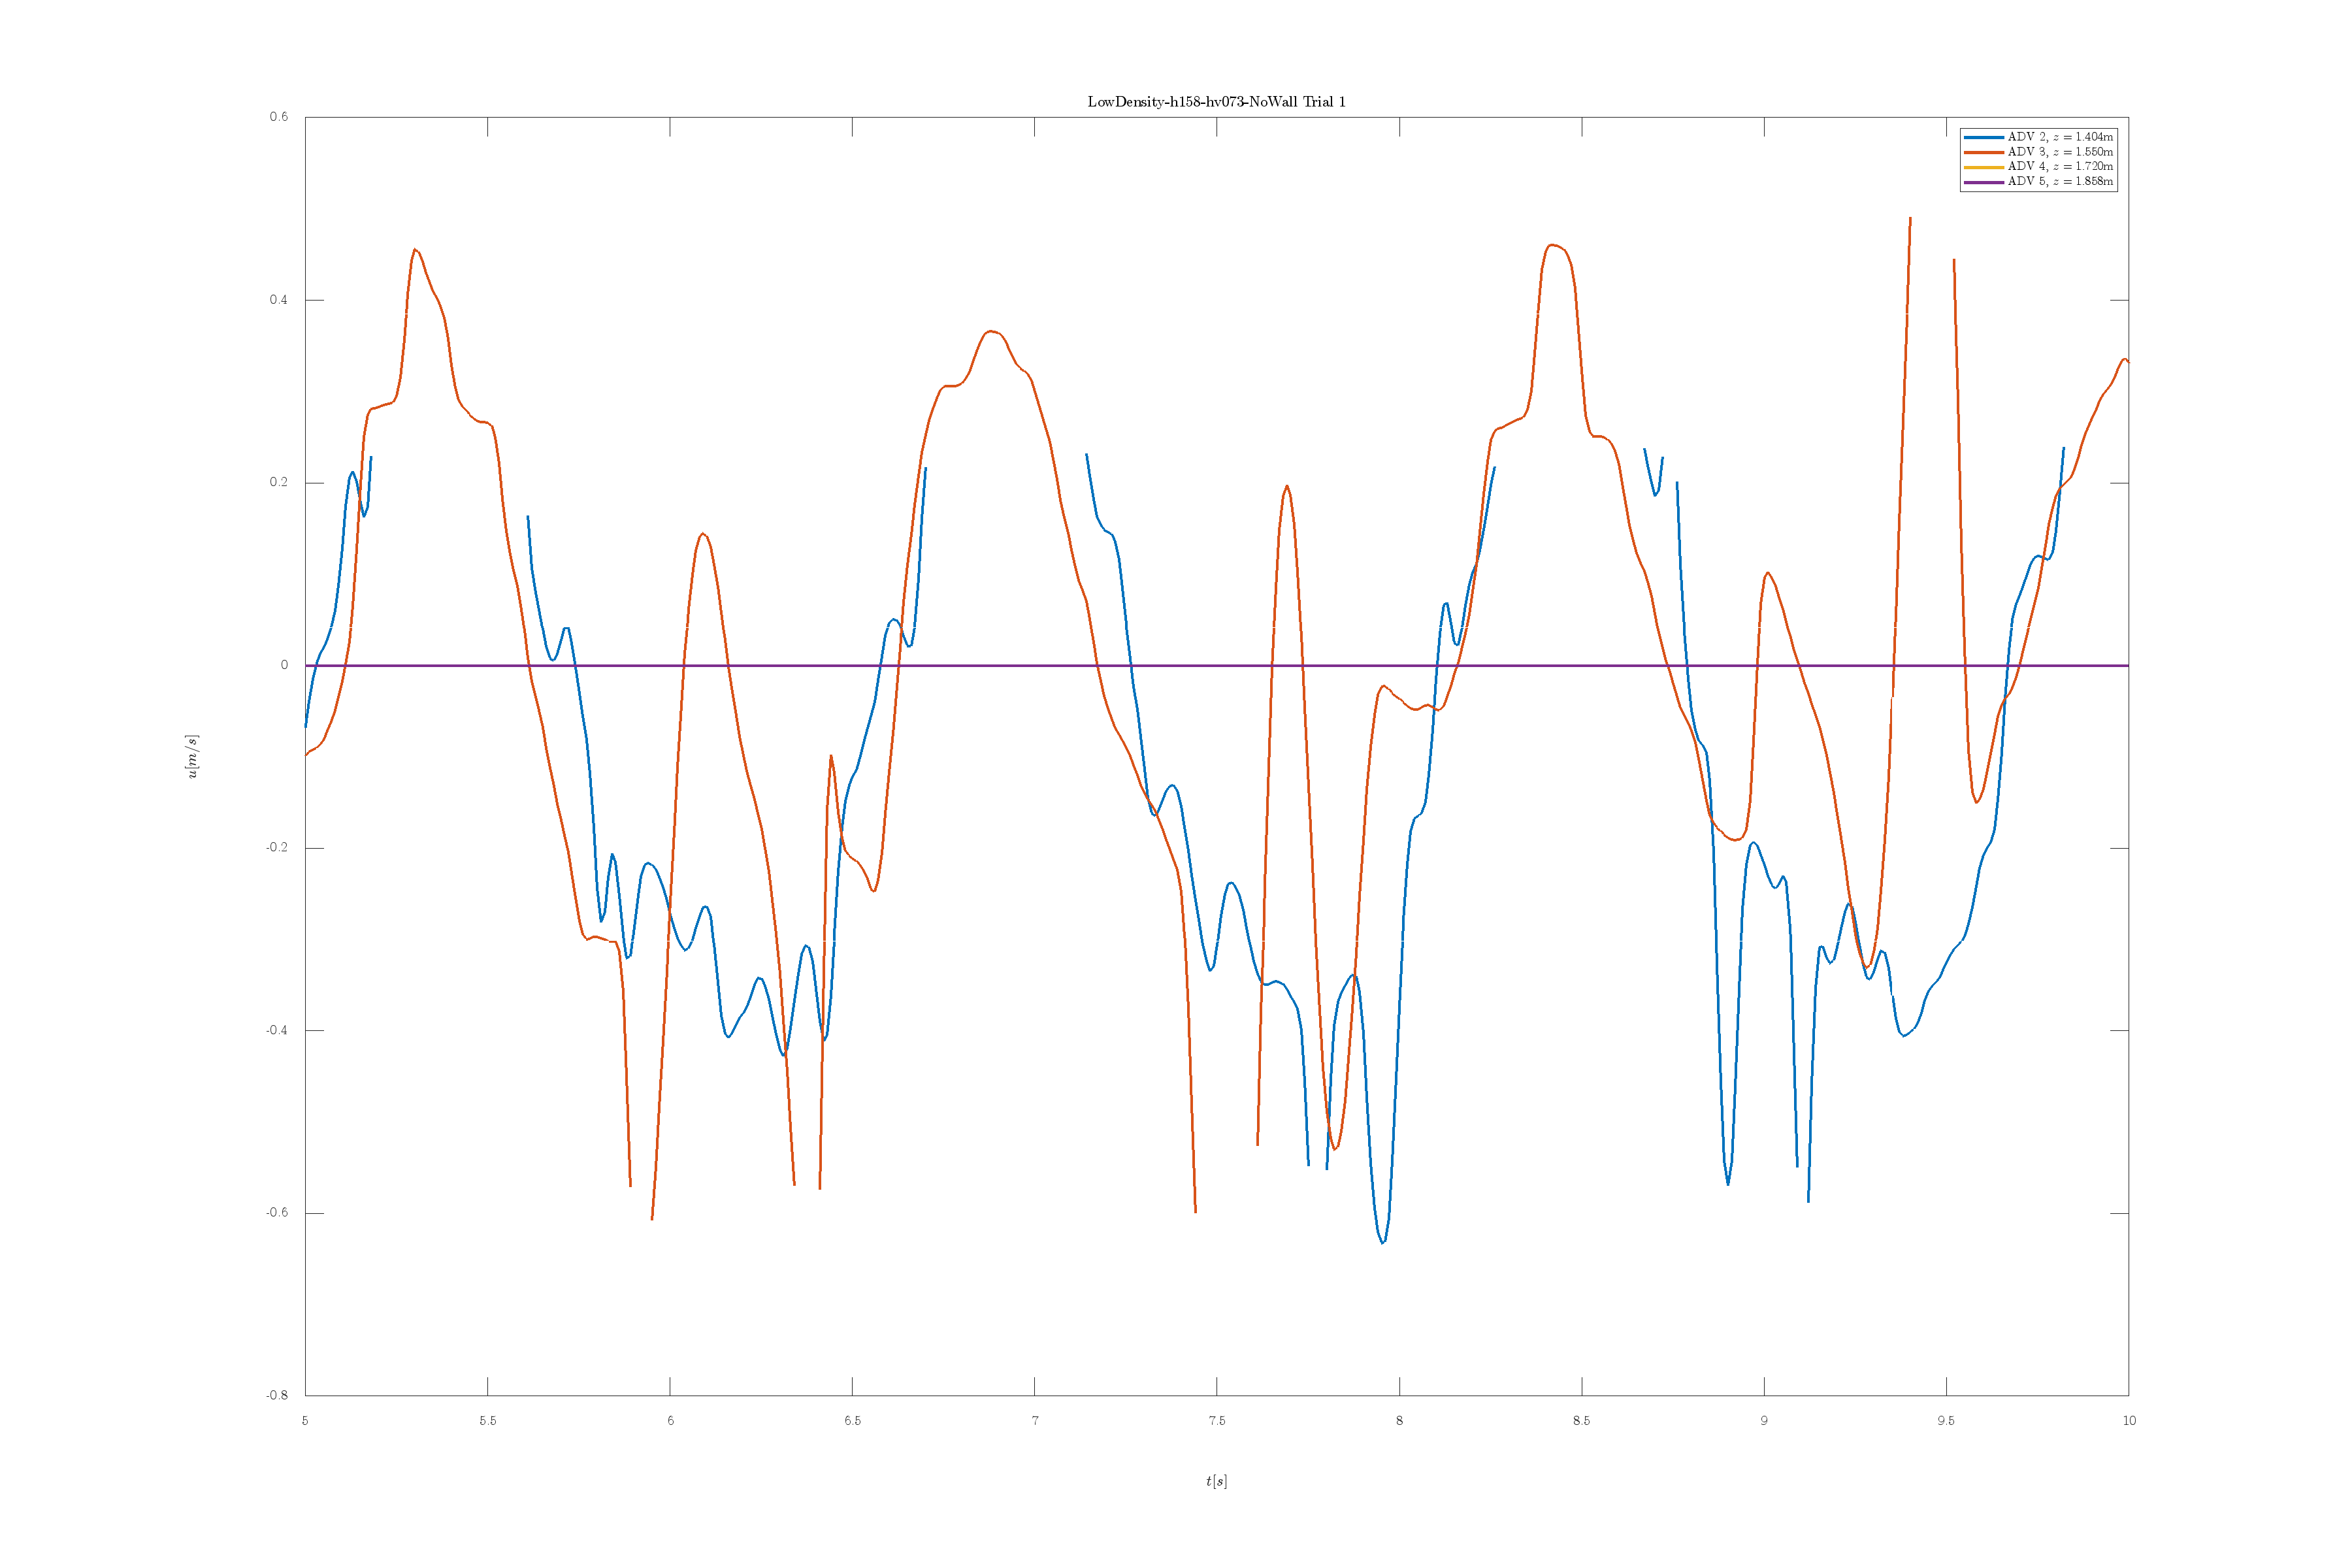 LowDensity-h158-hv073-NoWall Trial 1
0.6
0.4
0.2
0
-0.2
-0.4
-0.6
-0.8
u[m/s]
ADV 2, z = 1.404m
ADV 3, z = 1.550m
ADV 4, z = 1.720m
ADV 5, z = 1.858m
5 5.5 6 6.5 7 7.5 8 8.5 9 9.5 10
t[s]